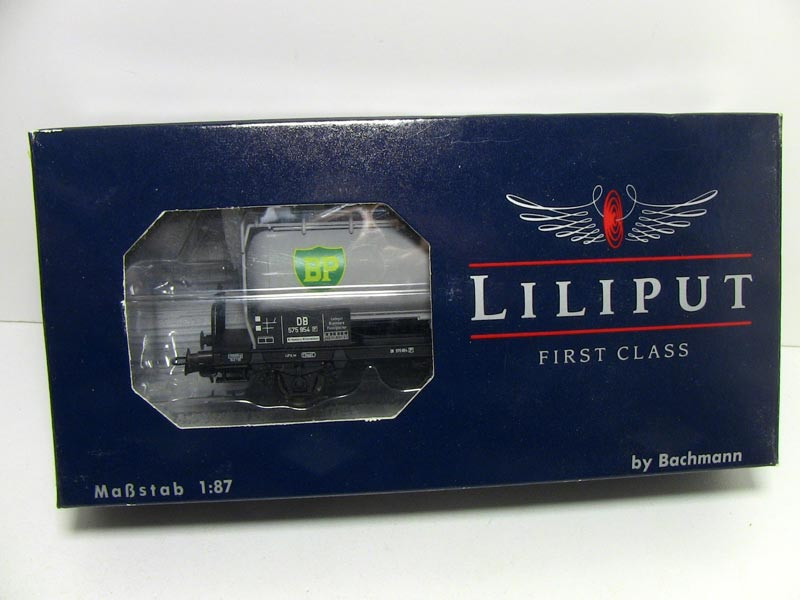 BP
DB
575 954
LILIPUT
FIRST CLASS
by Bachmann
Maßstab 1:87